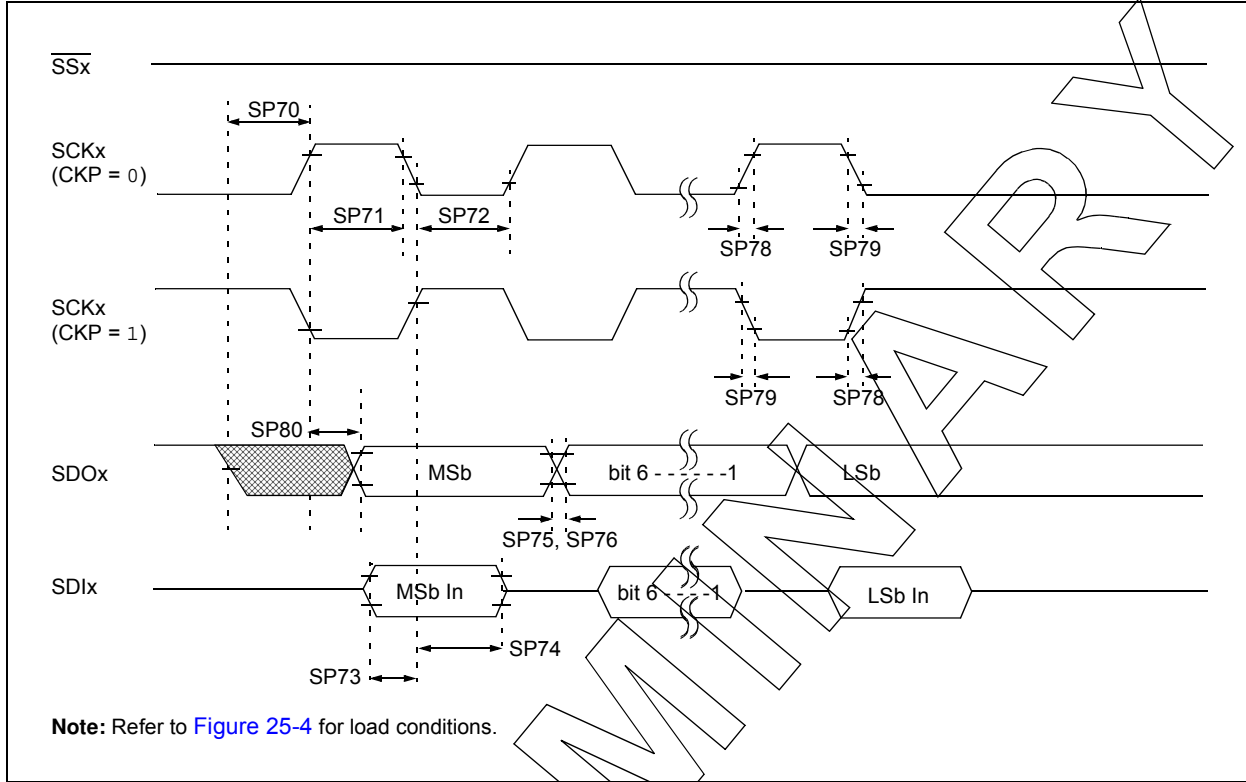 SSx
SP70
SCKx
(CKP = 0)
SP71
SP72
SP78
SP79
SCKx
(CKP = 1)
SP79
SP78
SP80
SDOx
MSb
bit 6 - - - - - -1
LSb
SP75, SP76
SDIx
MSb In
bit 6 - - - -1
LSb In
SP74
SP73
Note: Refer to Figure 25-4 for load conditions.
MINARY